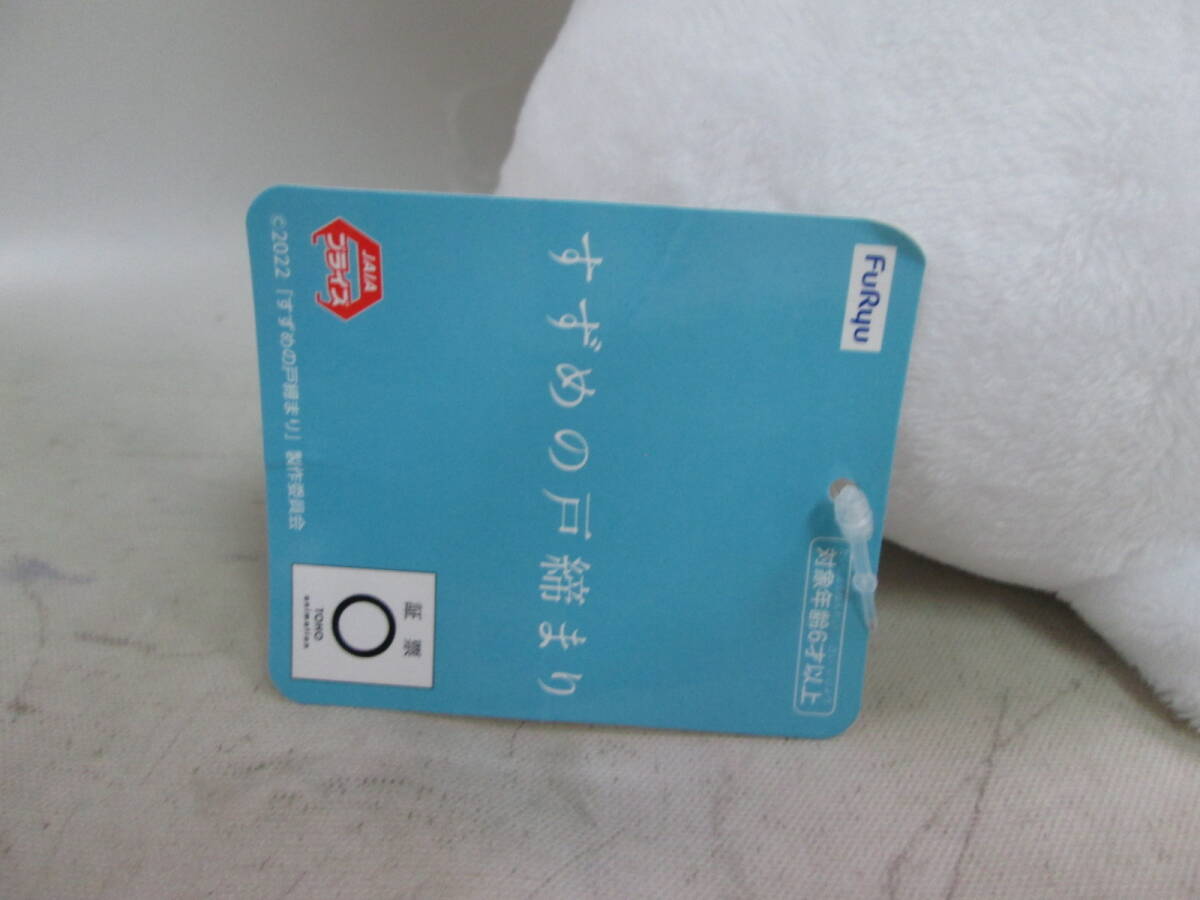 FuRyu
対象年齢6才以上
すずめの戸締まり
JAIA
プライズ
証票
TOHO
animation
©2022「すずめの戸締まり」製作委員会